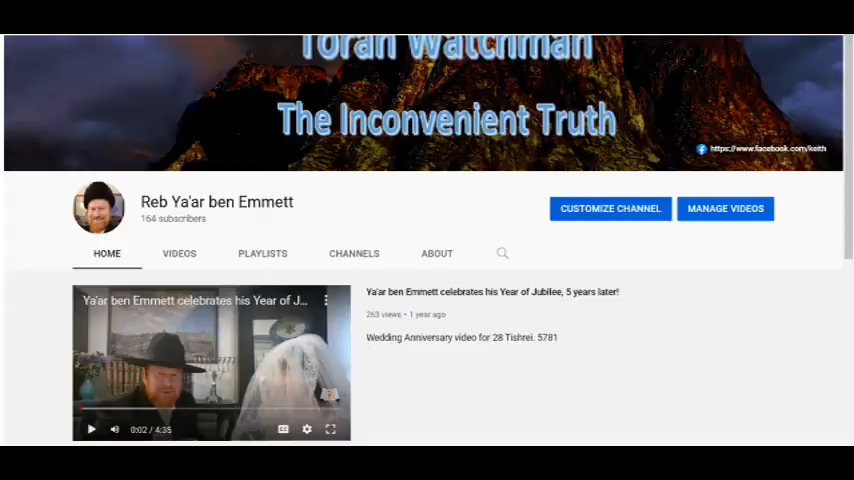 Torah Watchman
The Inconvenient Truth
https://www.facebook.com/keith
Reb Ya'ar ben Emmett
164 subscribers
CUSTOMIZE CHANNEL
MANAGE VIDEOS
HOME
VIDEOS
PLAYLISTS
CHANNELS
ABOUT
Ya'ar ben Emmett celebrates his Year of J...
Ya'ar ben Emmett celebrates his Year of Jubilee, 5 years later!
263 views • 1 year ago
Wedding Anniversary video for 28 Tishrei. 5781
0:02 / 4:35